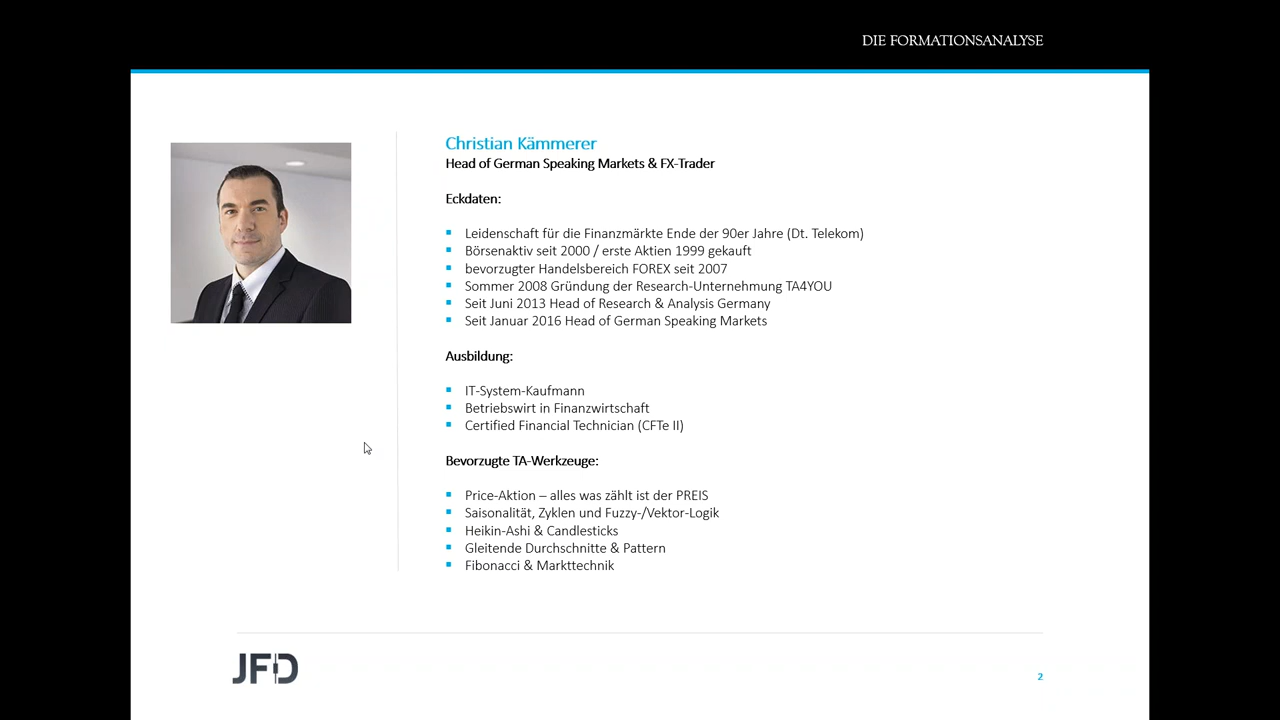 DIE FORMATIONSANALYSE
Christian Kämmerer
Head of German Speaking Markets & FX-Trader
Eckdaten:
Leidenschaft für die Finanzmärkte Ende der 90er Jahre (Dt. Telekom)
Börsenaktiv seit 2000 / erste Aktien 1999 gekauft
bevorzugter Handelsbereich FOREX seit 2007
Sommer 2008 Gründung der Research-Unternehmung TA4YOU
Seit Juni 2013 Head of Research & Analysis Germany
Seit Januar 2016 Head of German Speaking Markets
Ausbildung:
IT-System-Kaufmann
Betriebswirt in Finanzwirtschaft
Certified Financial Technician (CFTe II)
Bevorzugte TA-Werkzeuge:
Price-Aktion – alles was zählt ist der PREIS
Saisonalität, Zyklen und Fuzzy-/Vektor-Logik
Heikin-Ashi & Candlesticks
Gleitende Durchschnitte & Pattern
Fibonacci & Markttechnik
JFD
2